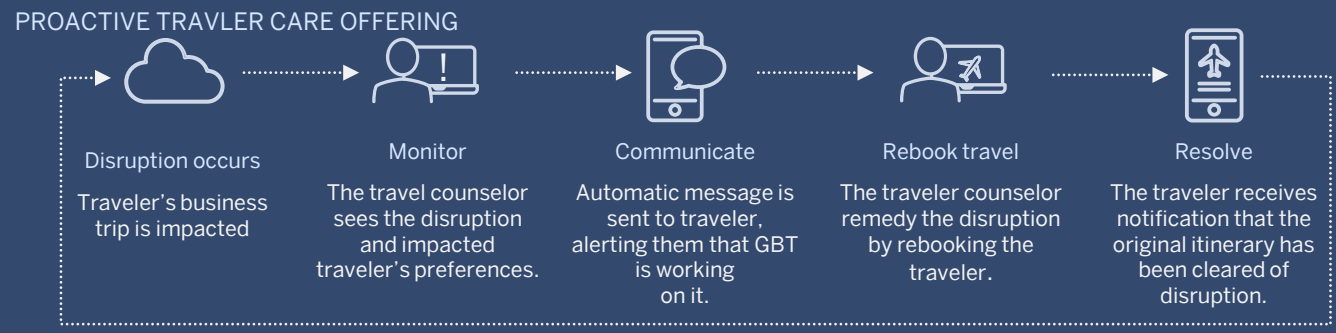 PROACTIVE TRAVLER CARE OFFERING
!
Disruption occurs
Traveler's business
trip is impacted
Monitor
The travel counselor
sees the disruption
and impacted
traveler's preferences.
Communicate
Automatic message is
sent to traveler,
alerting them that GBT
is working
on it.
Rebook travel
The traveler counselor
remedy the disruption
by rebooking the
traveler.
Resolve
The traveler receives
notification that the
original itinerary has
been cleared of
disruption.